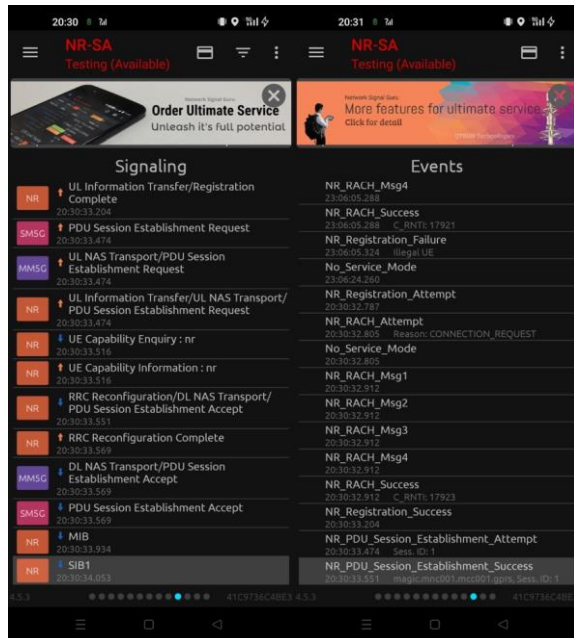 20:30
NR-SA
Testing (Available)
Network Signal Guru
Order Ultimate Service
Unleash it's full potential
Signaling
NR
UL Information Transfer/Registration
Complete
20:30:33.204
SM5G
PDU Session Establishment Request
20:30:33.474
MM5G
UL NAS Transport/PDU Session
Establishment Request
20:30:33.474
NR
UL Information Transfer/UL NAS Transport/
PDU Session Establishment Request
20:30:33.474
NR
UE Capability Enquiry : nr
20:30:33.516
NR
UE Capability Information : nr
20:30:33.516
NR
RRC Reconfiguration/DL NAS Transport/
PDU Session Establishment Accept
20:30:33.551
NR
RRC Reconfiguration Complete
20:30:33.569
MM5G
DL NAS Transport/PDU Session
Establishment Accept
20:30:33.569
SM5G
PDU Session Establishment Accept
20:30:33.569
NR
MIB
20:30:33.934
NR
SIB1
20:30:34.053
4.5.3
41C9736C4BE3
20:31
NR-SA
Testing (Available)
Network Signal Guru
More features for ultimate service
Click for detail
Events
NR_RACH_Msg4
23:06:05.288
NR_RACH_Success
23:06:05.288 C_RNTI: 17921
NR_Registration_Failure
23:06:05.324 Illegal UE
No_Service_Mode
23:06:24.260
NR_Registration_Attempt
20:30:32.787
NR_RACH_Attempt
20:30:32.805 Reason: CONNECTION_REQUEST
No_Service_Mode
20:30:32.805
NR_RACH_Msg1
20:30:32.912
NR_RACH_Msg2
20:30:32.912
NR_RACH_Msg3
20:30:32.912
NR_RACH_Msg4
20:30:32.912
NR_RACH_Success
20:30:32.912 C_RNTI: 17923
NR_Registration_Success
20:30:33.204
NR_PDU_Session_Establishment_Attempt
20:30:33.474 Sess. ID: 1
NR_PDU_Session_Establishment_Success
20:30:33.551 magic.mnc001.mcc001.gprs, Sess. ID: 1
4.5.3
41C9736C4BE